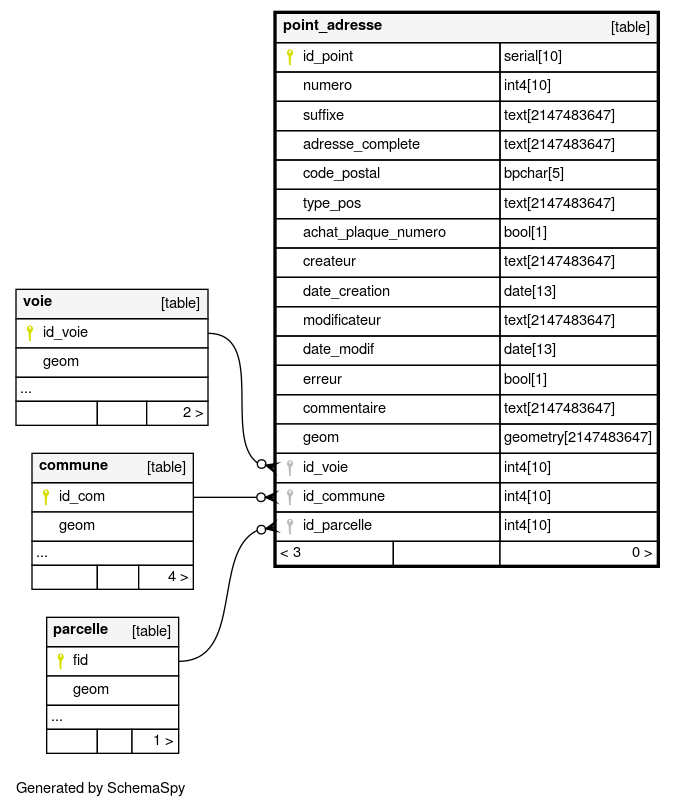 point_adresse [table]
id_point serial[10]
numero int4[10]
suffixe text[2147483647]
adresse_complete text[2147483647]
code_postal bpchar[5]
type_pos text[2147483647]
achat_plaque_numero bool[1]
createur text[2147483647]
date_creation date[13]
modificateur text[2147483647]
date_modif date[13]
erreur bool[1]
commentaire text[2147483647]
geom geometry[2147483647]
id_voie int4[10]
id_commune int4[10]
id_parcelle int4[10]
< 3 0 >
voie [table]
id_voie
geom
...
2 >
commune [table]
id_com
geom
...
4 >
parcelle [table]
fid
geom
...
1 >
Generated by SchemaSpy